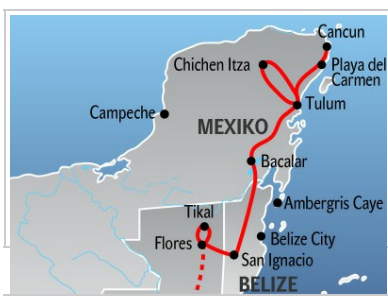 Cancun
Chichen Itza
Playa del
Carmen
Campeche
Tulum
MEXIKO
Bacalar
Tikal
Ambergris Caye
Flores
Belize City
San Ignacio
BELIZE